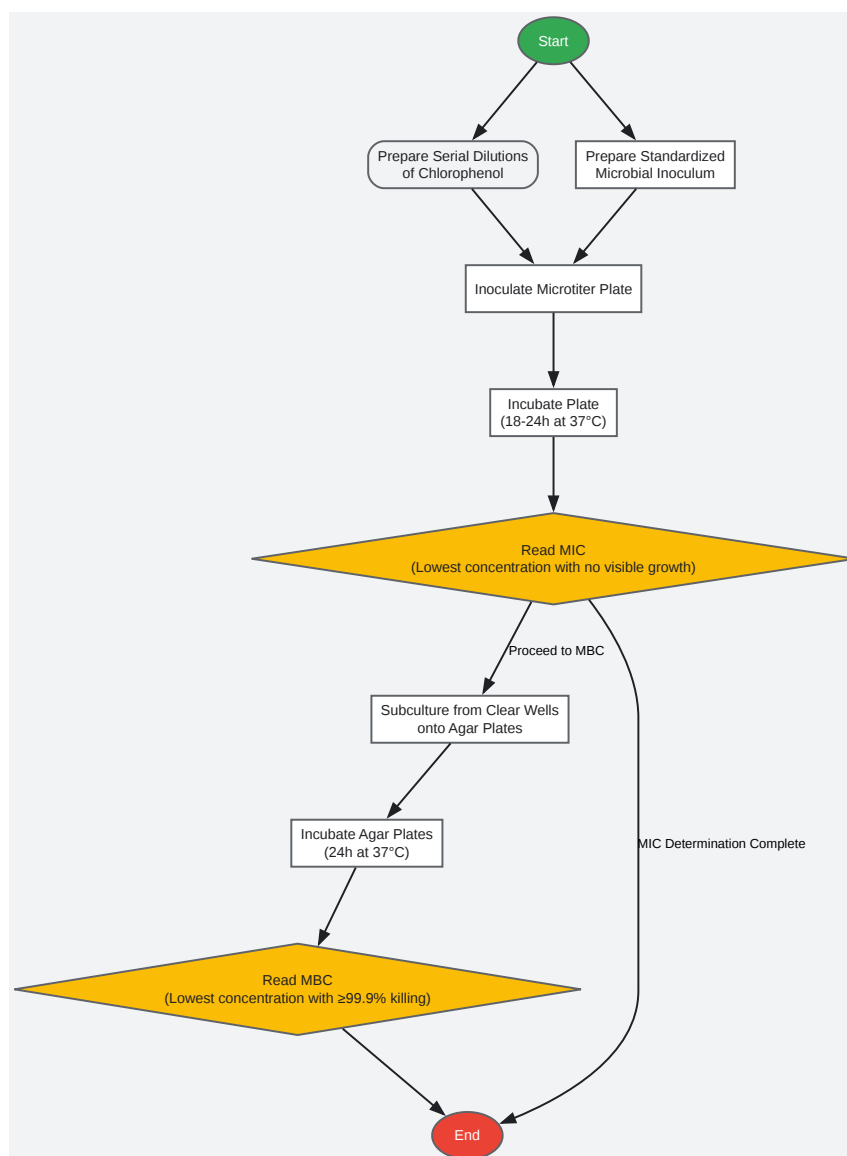 Start
Prepare Serial Dilutions
of Chlorophenol
Prepare Standardized
Microbial Inoculum
Inoculate Microtiter Plate
Incubate Plate
(18-24h at 37°C)
Read MIC
(Lowest concentration with no visible growth)
Proceed to MBC
Subculture from Clear Wells
onto Agar Plates
Incubate Agar Plates
(24h at 37°C)
MIC Determination Complete
Read MBC
(Lowest concentration with ≥99.9% killing)
End